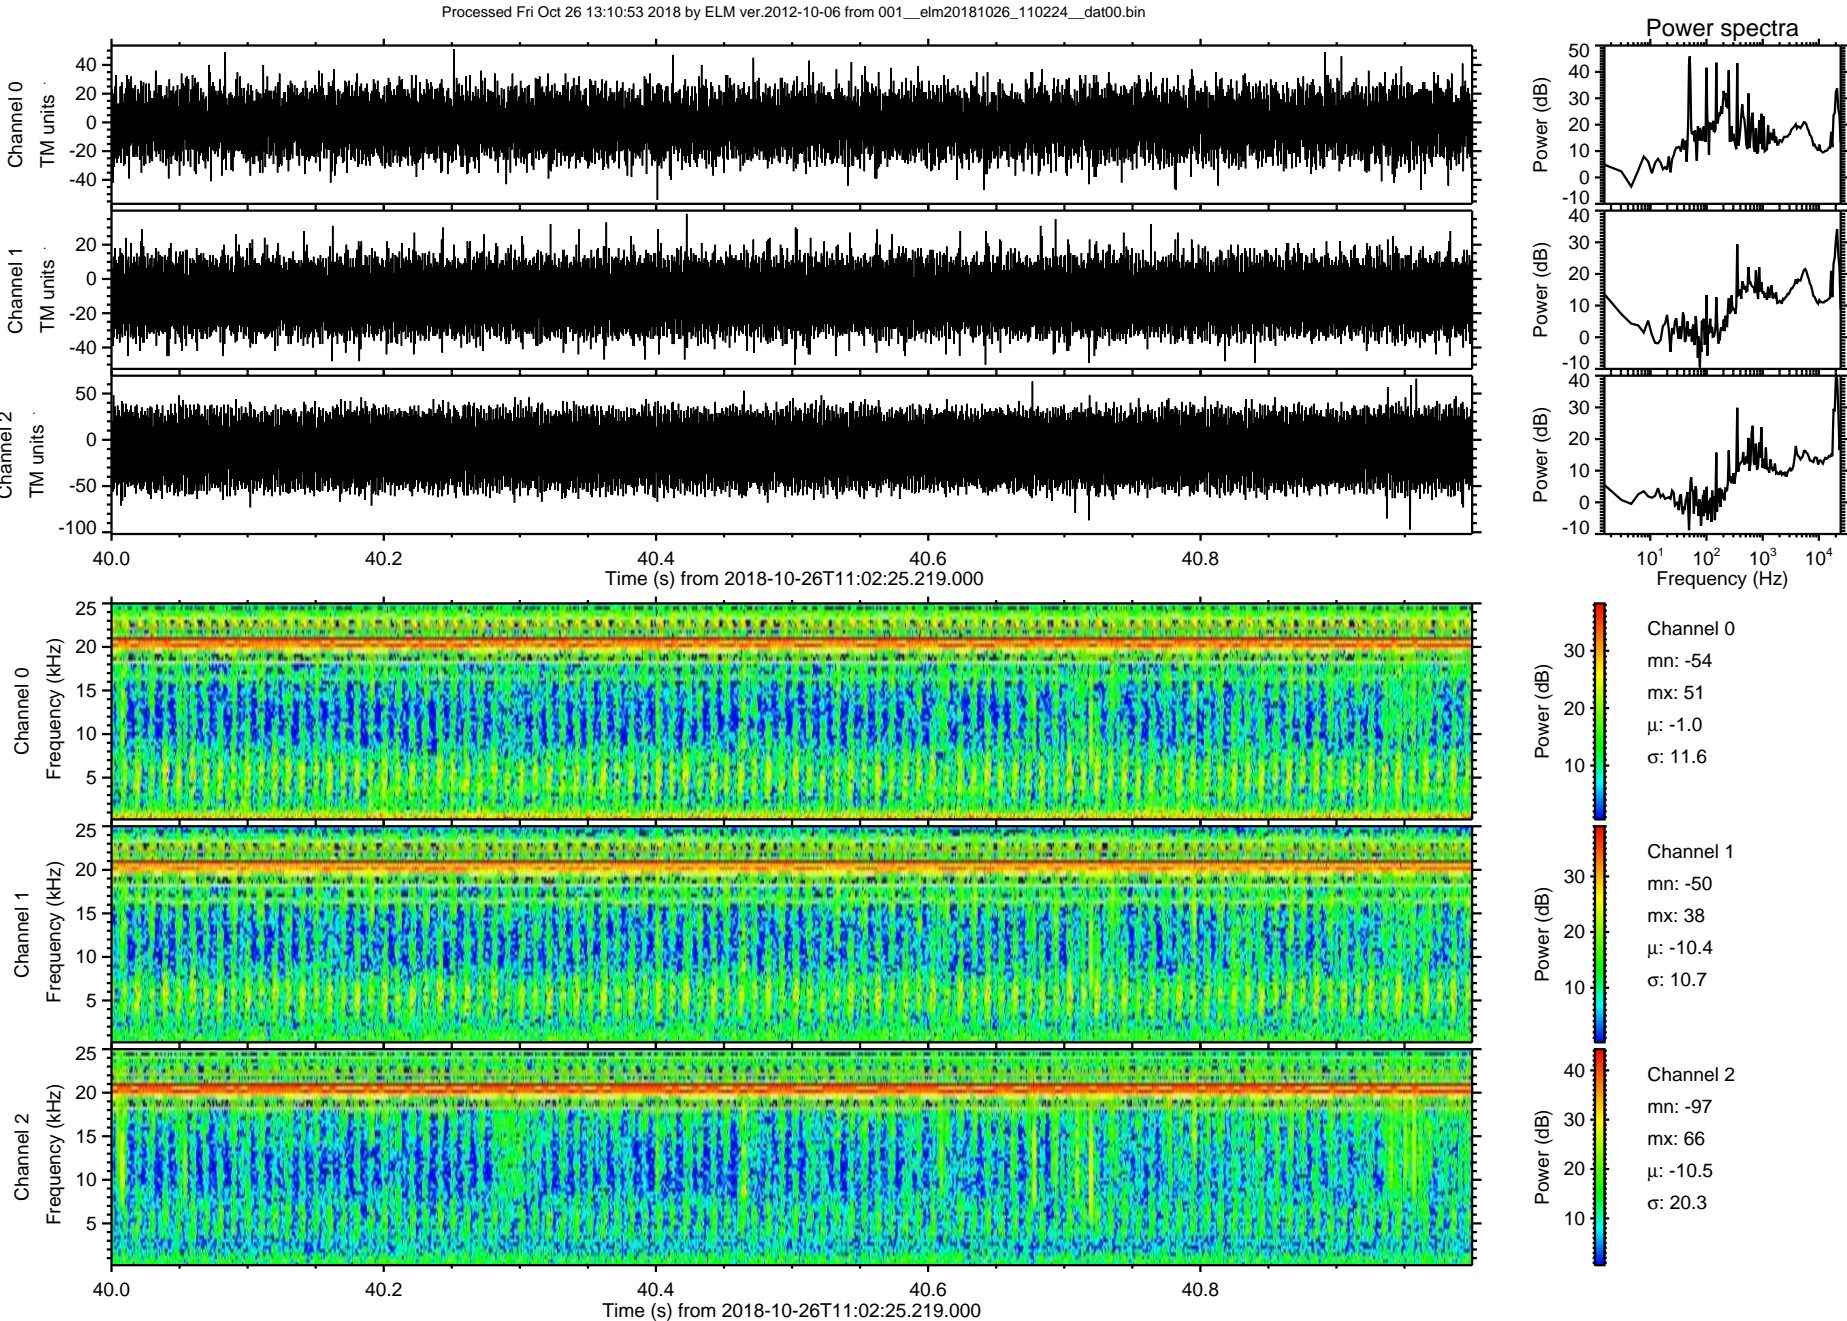 Processed Fri Oct 26 13:10:53 2018 by ELM ver.2012-10-06 from 001__elm20181026_110224__dat00.bin
Power spectra
Channel 0
TM units
40
20
0
-20
-40
Power (dB)
50
40
30
20
10
0
-10
Channel 1
TM units
20
0
-20
-40
Power (dB)
40
30
20
10
0
-10
Channel 2
TM units
50
0
-50
-100
Power (dB)
40
30
20
10
0
-10
40.0 40.2 40.4 40.6 40.8
Time (s) from 2018-10-26T11:02:25.219.000
10^1 10^2 10^3 10^4
Frequency (Hz)
Channel 0
Frequency (kHz)
25
20
15
10
5
Power (dB)
30
20
10
Channel 0
mn: -54
mx: 51
μ: -1.0
σ: 11.6
Channel 1
Frequency (kHz)
25
20
15
10
5
Power (dB)
30
20
10
Channel 1
mn: -50
mx: 38
μ: -10.4
σ: 10.7
Channel 2
Frequency (kHz)
25
20
15
10
5
Power (dB)
40
30
20
10
Channel 2
mn: -97
mx: 66
μ: -10.5
σ: 20.3
40.0 40.2 40.4 40.6 40.8
Time (s) from 2018-10-26T11:02:25.219.000